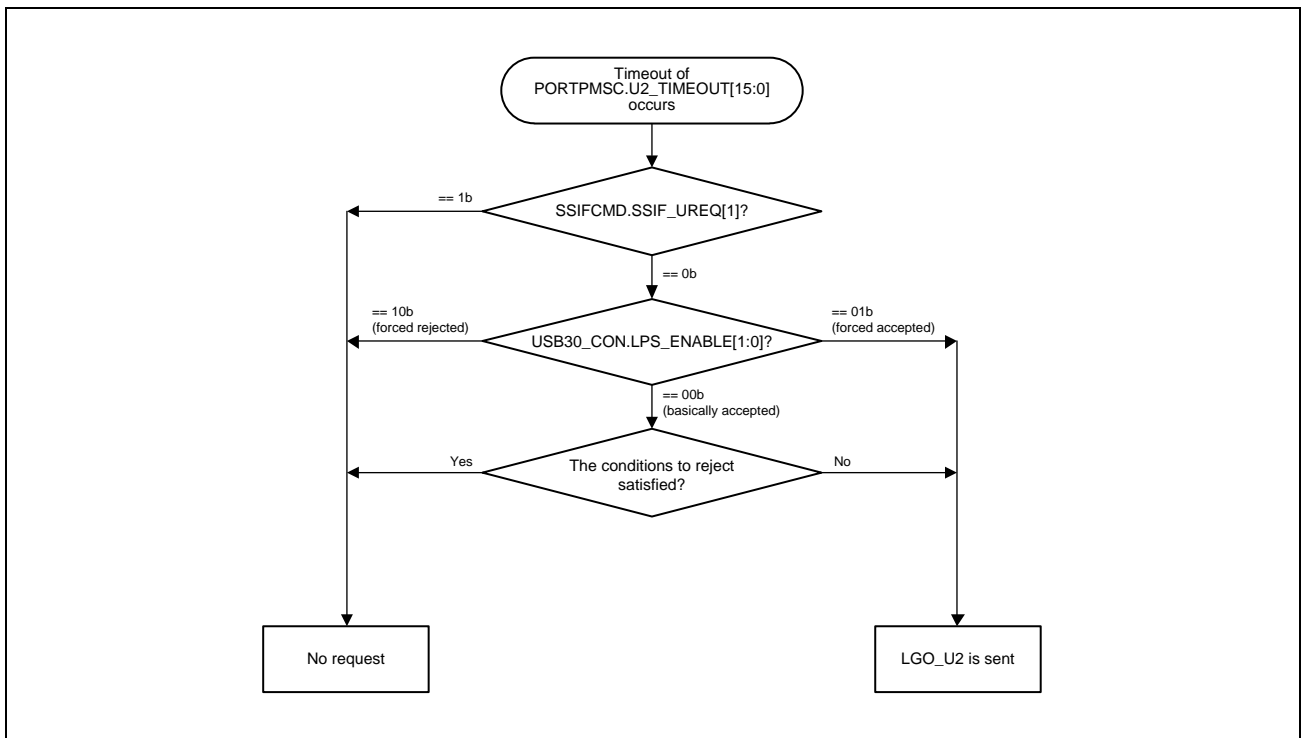 Timeout of
PORTPMSC.U2_TIMEOUT[15:0]
occurs
== 1b
SSIFCMD.SSIF_UREQ[1]?
== 0b
== 10b
(forced rejected)
== 01b
(forced accepted)
USB30_CON.LPS_ENABLE[1:0]?
== 00b
(basically accepted)
Yes
The conditions to reject
satisfied?
No
No request
LGO_U2 is sent